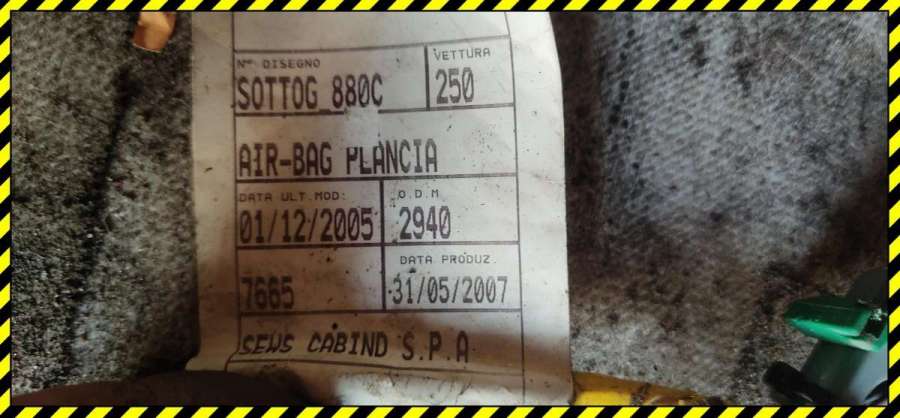 Nº DISEGNO VETTURA
SOTTOG 880C 250
AIR-BAG PLANCIA
DATA ULT.MOD: O.D.M
01/12/2005 2940
DATA PRODUZ.
7665 31/05/2007
SEWS CABIND S.P.A